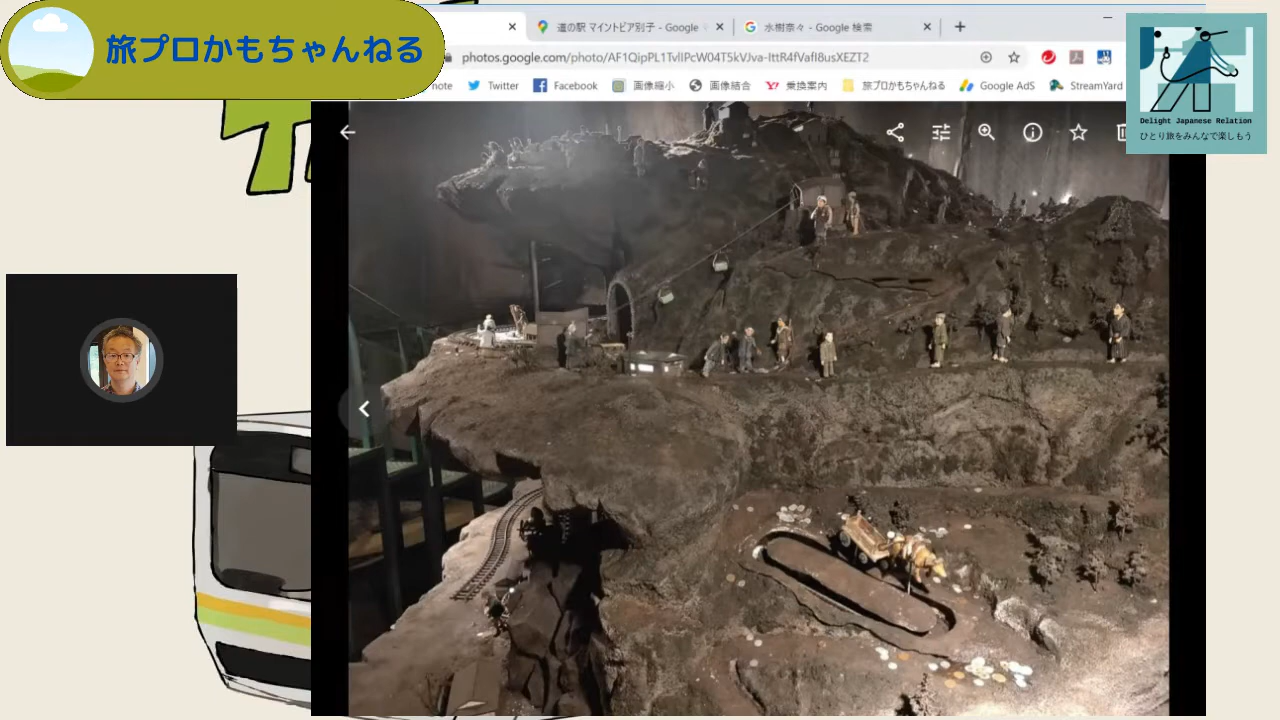 旅プロかもちゃんねる
道の駅 マイントピア別子 - Google
水樹奈々 - Google 検索
photos.google.com/photo/
note
Twitter
Facebook
画像縮小
画像結合
乗換案内
旅プロかもちゃんねる
Google AdS
StreamYard
Delight Japanese Relation
ひとり旅をみんなで楽しもう